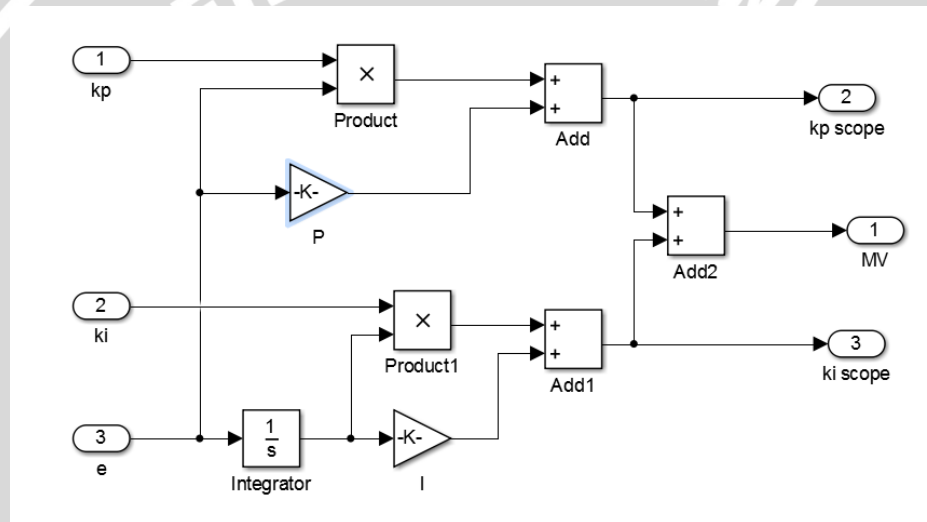 1
kp
×
Product
+
+
Add
2
kp scope
-K-
P
+
+
Add2
1
MV
2
ki
×
Product1
+
+
Add1
3
ki scope
3
e
1
s
Integrator
-K-
I